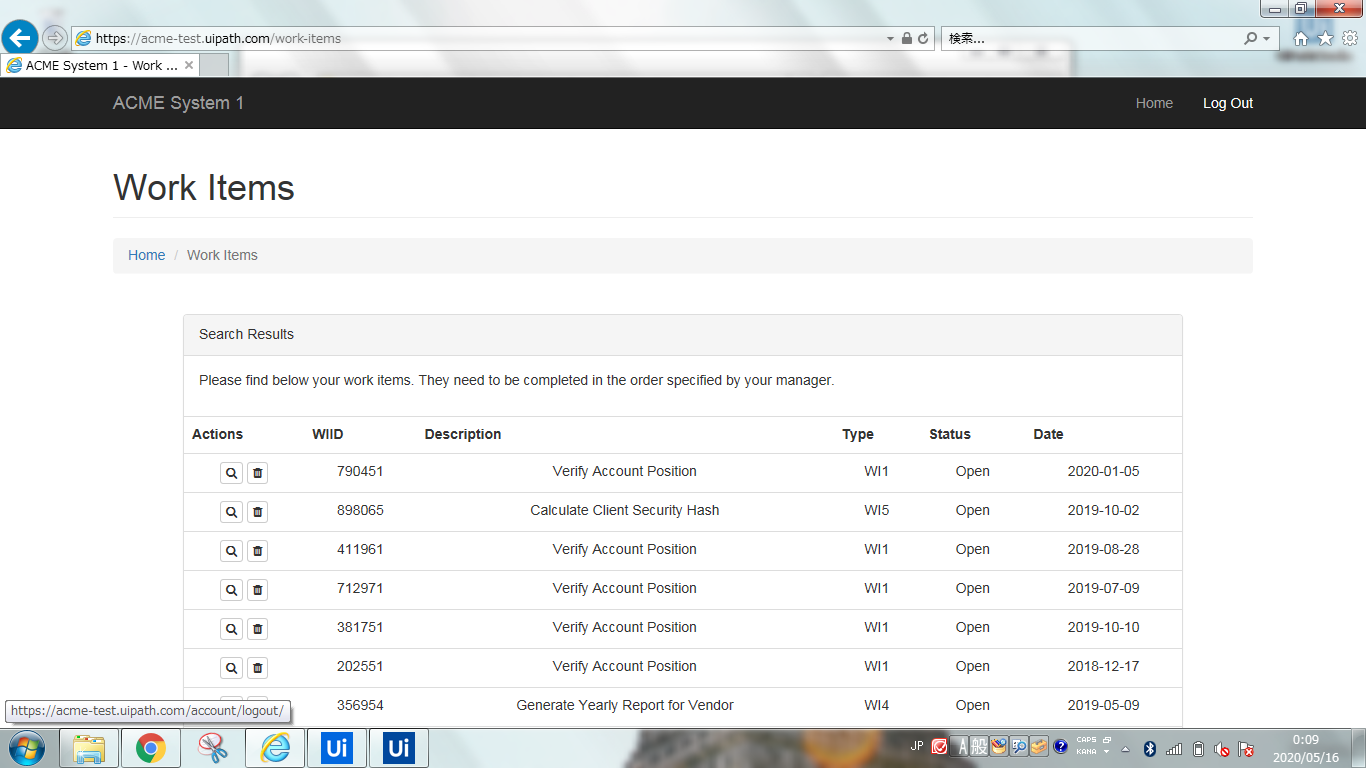 https://acme-test.uipath.com/work-items
検索...
ACME System 1 - Work ...
ACME System 1
Home
Log Out
Work Items
Home / Work Items
Search Results
Please find below your work items. They need to be completed in the order specified by your manager.
Actions WIID Description Type Status Date
790451 Verify Account Position WI1 Open 2020-01-05
898065 Calculate Client Security Hash WI5 Open 2019-10-02
411961 Verify Account Position WI1 Open 2019-08-28
712971 Verify Account Position WI1 Open 2019-07-09
381751 Verify Account Position WI1 Open 2019-10-10
202551 Verify Account Position WI1 Open 2018-12-17
356954 Generate Yearly Report for Vendor WI4 Open 2019-05-09
https://acme-test.uipath.com/account/logout/
Ui
Ui
JP
A般
CAPS
KANA
0:09
2020/05/16